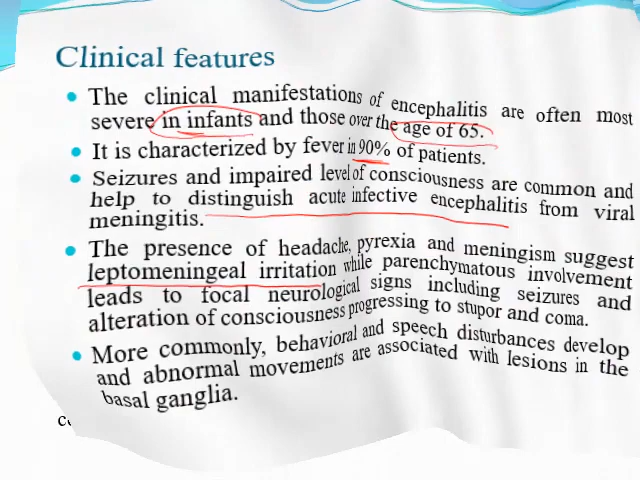 Clinical features
• The clinical manifestations of encephalitis are often most
severe in infants and those over the age of 65.
• It is characterized by fever in 90% of patients.
• Seizures and impaired level of consciousness are common and
help to distinguish acute infective encephalitis from viral
meningitis.
• The presence of headache, pyrexia and meningism suggest
leptomeningeal irritation while parenchymatous involvement
leads to focal neurological signs including seizures and
alteration of consciousness progressing to stupor and coma.
• More commonly, behavioral and speech disturbances develop
and abnormal movements are associated with lesions in the
basal ganglia.